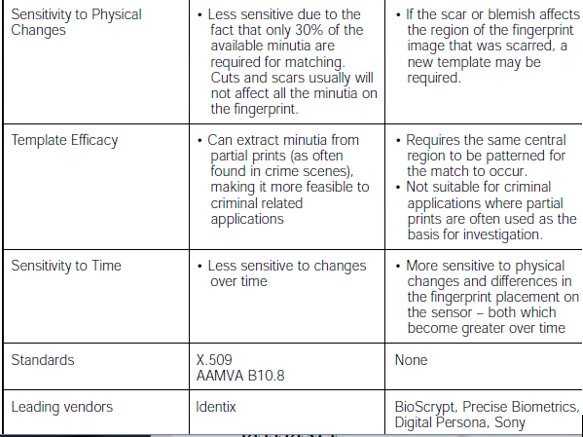 Sensitivity to Physical
Changes
• Less sensitive due to the
fact that only 30% of the
available minutia are
required for matching.
Cuts and scars usually will
not affect all the minutia on
the fingerprint.
• If the scar or blemish affects
the region of the fingerprint
image that was scarred, a
new template may be
required.
Template Efficacy
• Can extract minutia from
partial prints (as often
found in crime scenes),
making it more feasible to
criminal related
applications
• Requires the same central
region to be patterned for
the match to occur.
• Not suitable for criminal
applications where partial
prints are often used as the
basis for investigation.
Sensitivity to Time
• Less sensitive to changes
over time
• More sensitive to physical
changes and differences in
the fingerprint placement on
the sensor – both which
become greater over time
Standards
X.509
AAMVA B10.8
None
Leading vendors
Identix
BioScrypt, Precise Biometrics,
Digital Persona, Sony